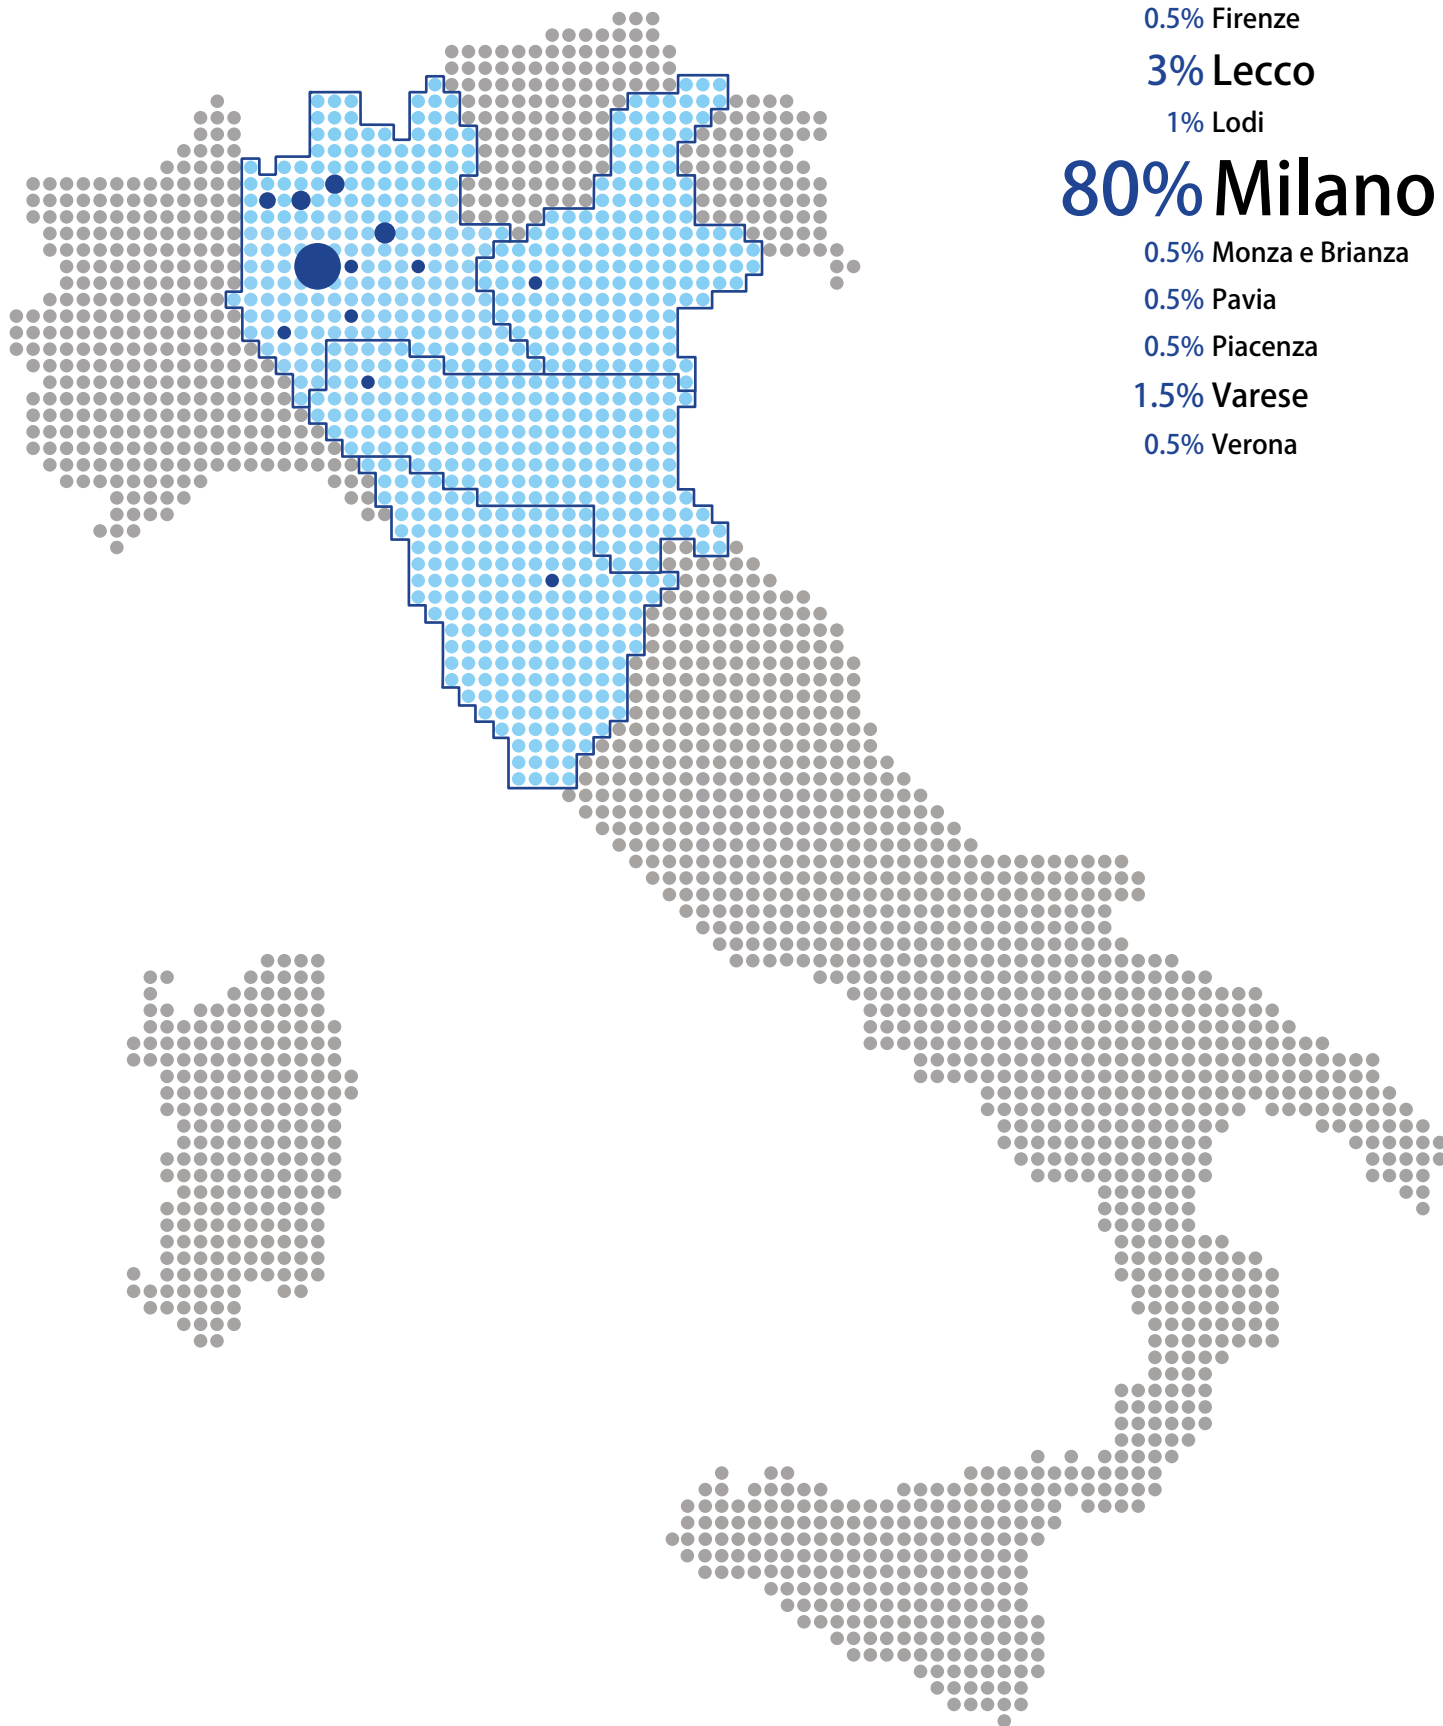 0.5% Firenze
3% Lecco
1% Lodi
80% Milano
0.5% Monza e Brianza
0.5% Pavia
0.5% Piacenza
1.5% Varese
0.5% Verona